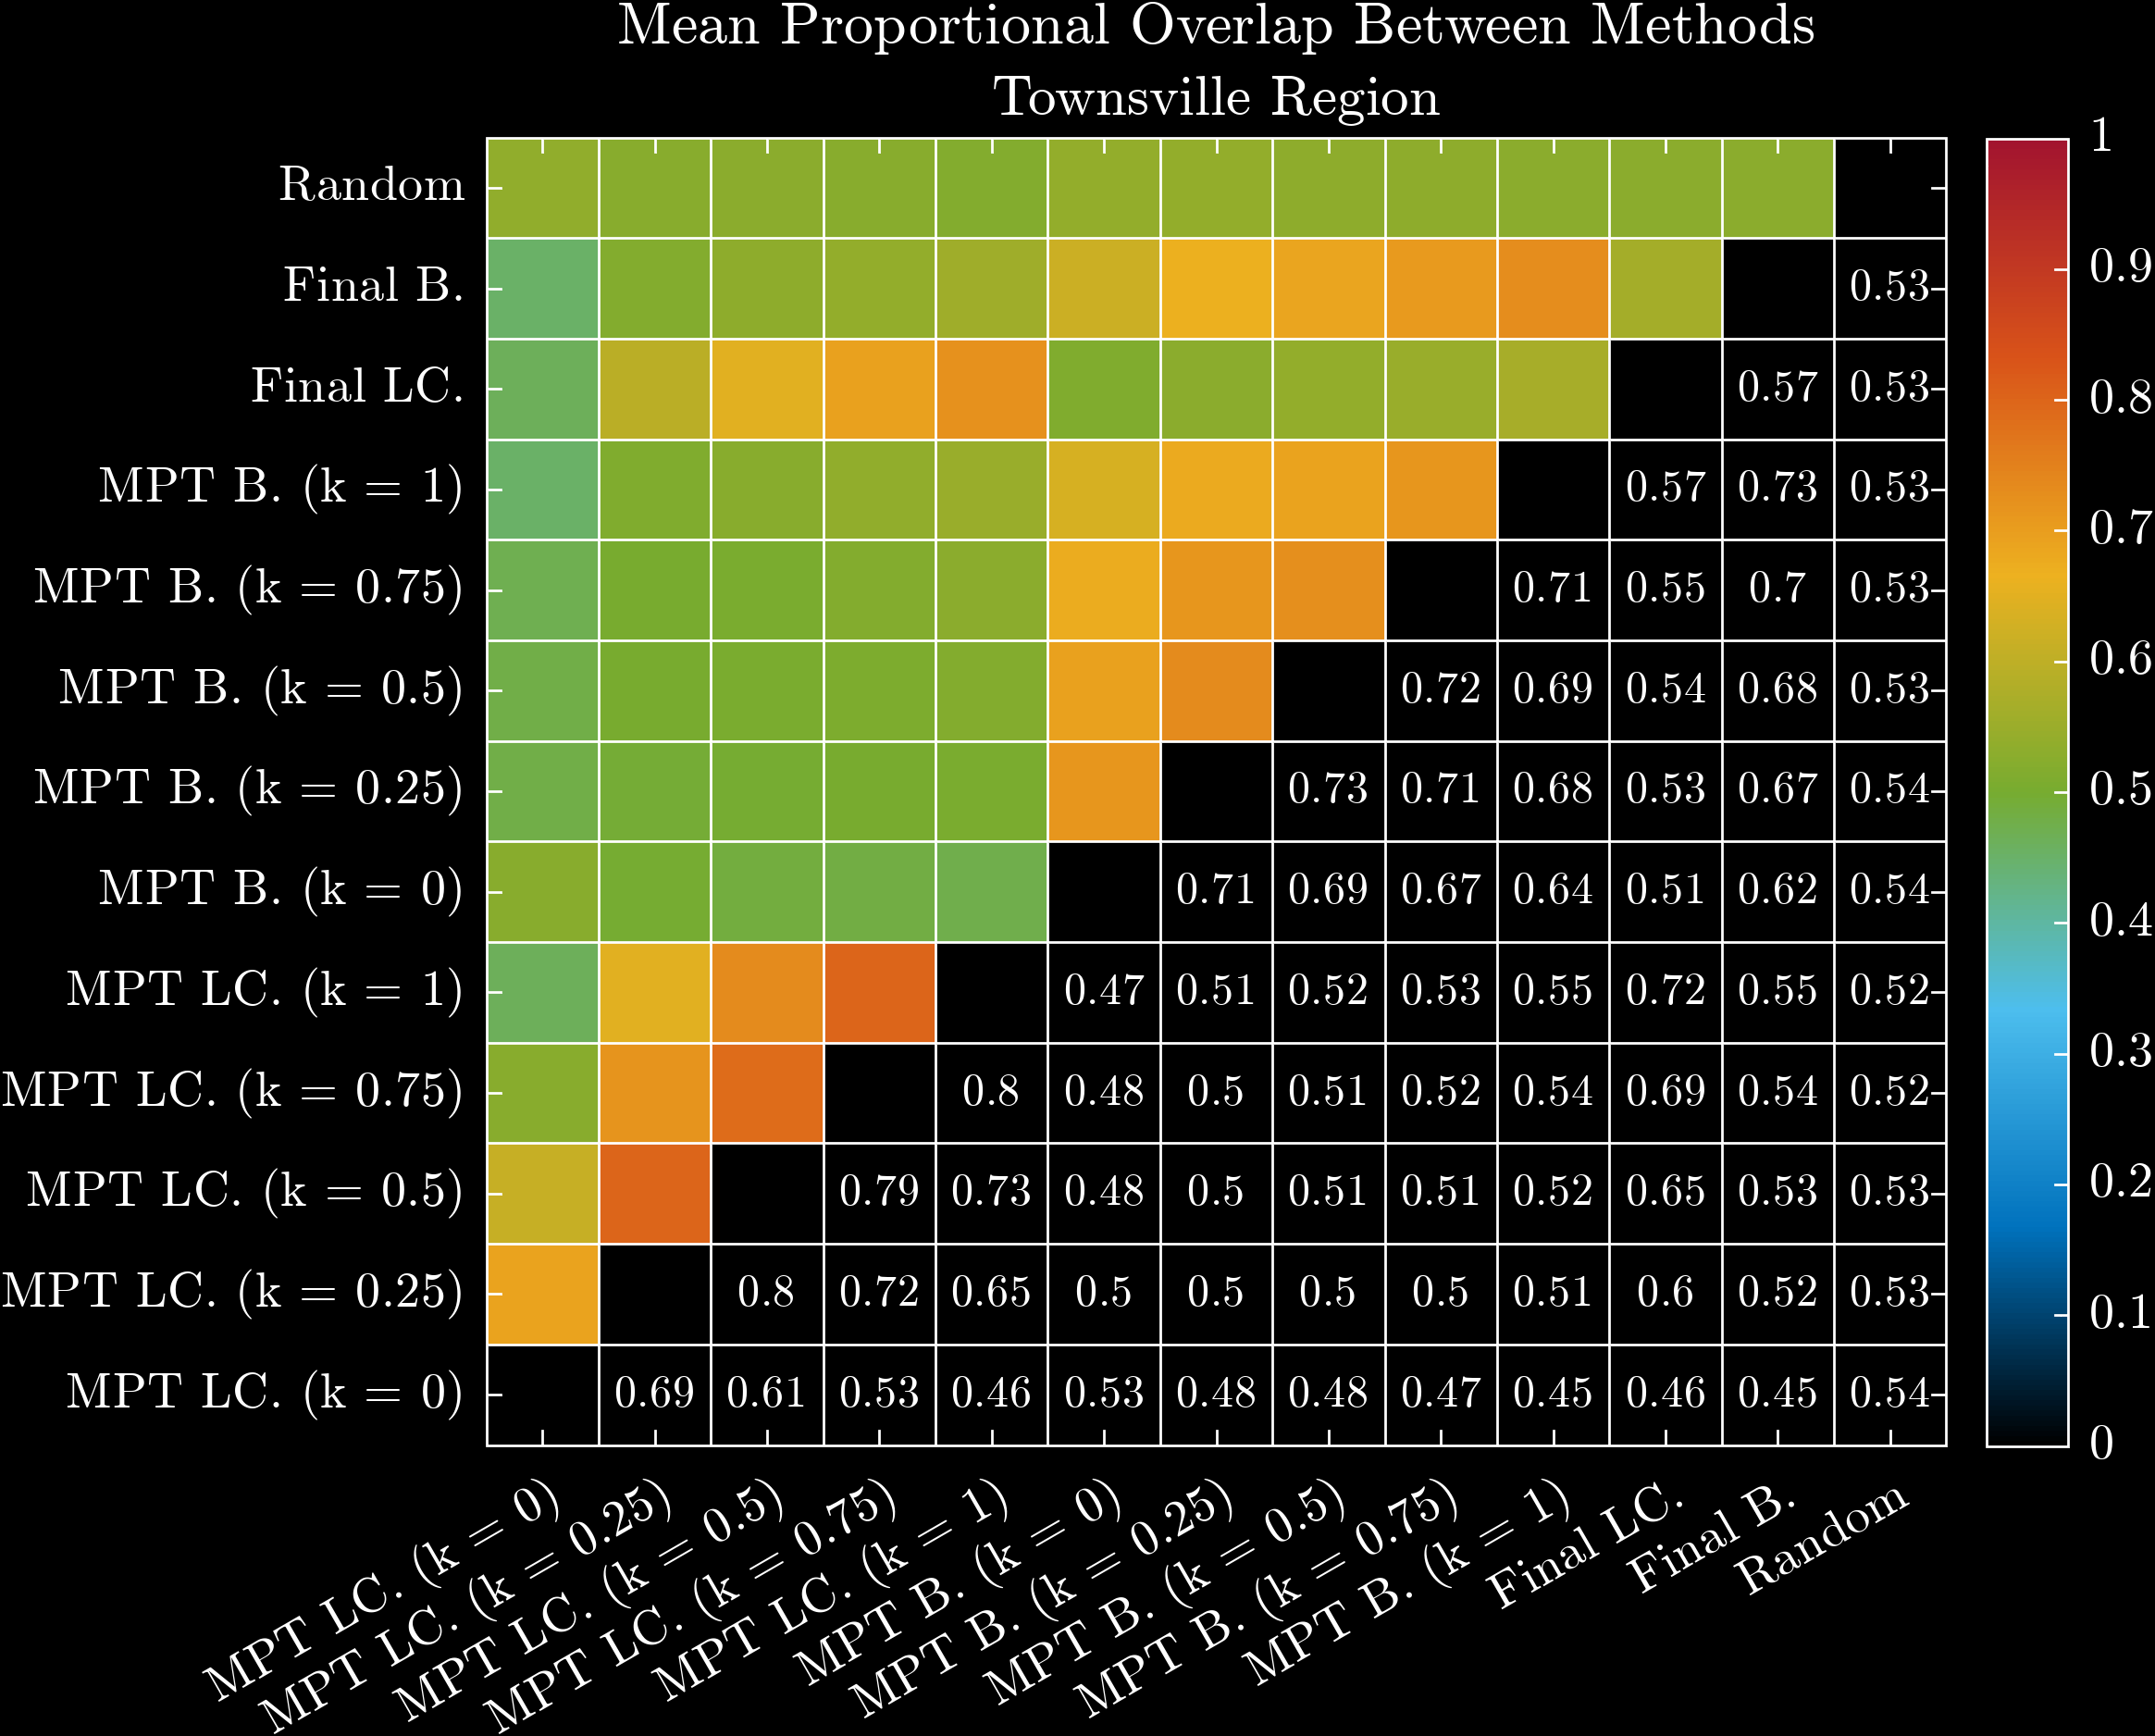 Mean Proportional Overlap Between Methods
Townsville Region
Random
Final B. 0.53
Final LC. 0.57 0.53
MPT B. (k = 1) 0.57 0.73 0.53
MPT B. (k = 0.75) 0.71 0.55 0.7 0.53
MPT B. (k = 0.5) 0.72 0.69 0.54 0.68 0.53
MPT B. (k = 0.25) 0.73 0.71 0.68 0.53 0.67 0.54
MPT B. (k = 0) 0.71 0.69 0.67 0.64 0.51 0.62 0.54
MPT LC. (k = 1) 0.47 0.51 0.52 0.53 0.55 0.72 0.55 0.52
MPT LC. (k = 0.75) 0.8 0.48 0.5 0.51 0.52 0.54 0.69 0.54 0.52
MPT LC. (k = 0.5) 0.79 0.73 0.48 0.5 0.51 0.51 0.52 0.65 0.53 0.53
MPT LC. (k = 0.25) 0.8 0.72 0.65 0.5 0.5 0.5 0.5 0.51 0.6 0.52 0.53
MPT LC. (k = 0) 0.69 0.61 0.53 0.46 0.53 0.48 0.48 0.47 0.45 0.46 0.45 0.54
MPT LC. (k = 0)
MPT LC. (k = 0.25)
MPT LC. (k = 0.5)
MPT LC. (k = 0.75)
MPT LC. (k = 1)
MPT B. (k = 0)
MPT B. (k = 0.25)
MPT B. (k = 0.5)
MPT B. (k = 0.75)
MPT B. (k = 1)
Final LC.
Final B.
Random
1
0.9
0.8
0.7
0.6
0.5
0.4
0.3
0.2
0.1
0